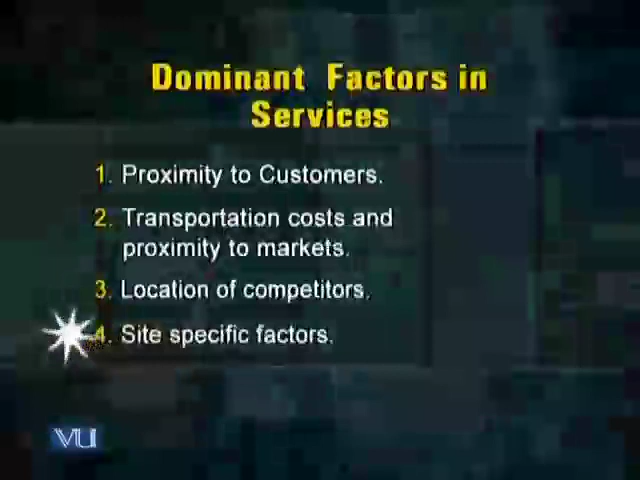 Dominant Factors in
Services
1. Proximity to Customers.
2. Transportation costs and
proximity to markets.
3. Location of competitors.
4. Site specific factors.
VU